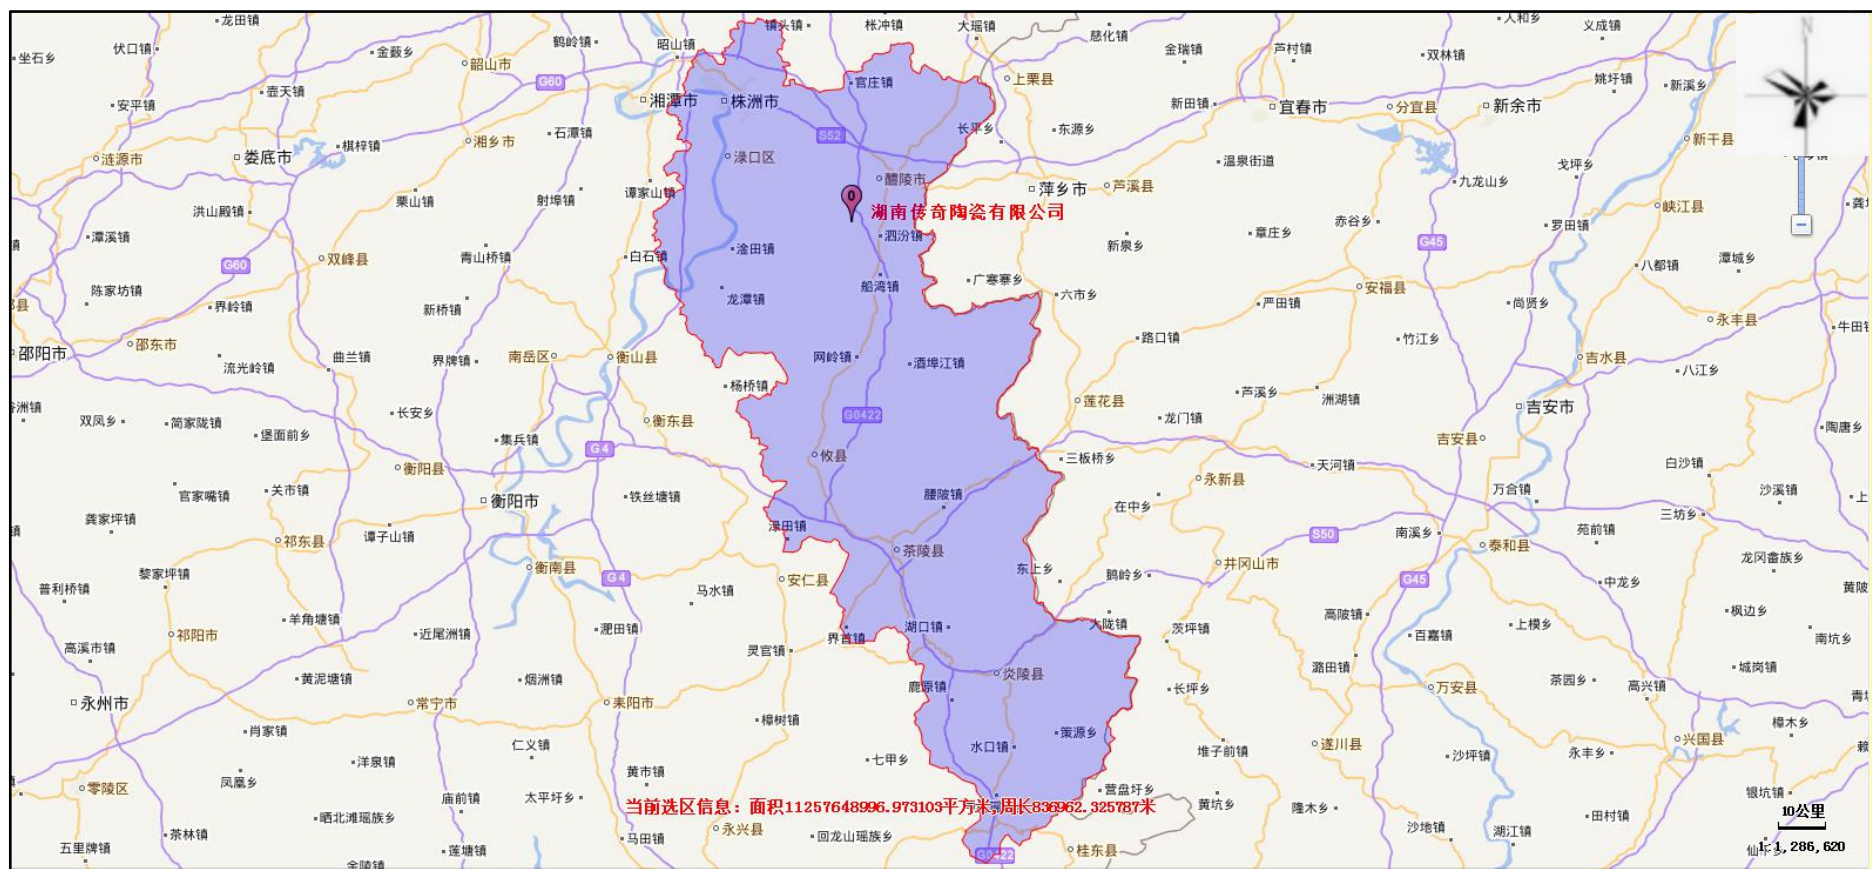 龙田镇
镇头镇
枨冲镇
大瑶镇
人和乡
义成镇
坐石乡
伏口镇
金薮乡
鹤岭镇
昭山镇
慈化镇
金瑞镇
芦村镇
双林镇
N
韶山市
G60
官庄镇
上栗县
姚圩镇
新溪乡
安平镇
壶天镇
湘潭市
株洲市
新田镇
宜春市
分宜县
新余市
S52
石潭镇
长平乡
东源乡
新干县
涟源市
娄底市
棋梓镇
湘乡市
渌口区
温泉街道
戈坪乡
醴陵市
谭家山镇
萍乡市
芦溪县
九龙山乡
洪山殿镇
栗山镇
射埠镇
0
湖南传奇陶瓷有限公司
峡江县
潭溪镇
泗汾镇
新泉乡
章庄乡
赤谷乡
罗田镇
G45
淦田镇
白石镇
G60
双峰县
青山桥镇
八都镇
潭城乡
陈家坊镇
界岭镇
新桥镇
龙潭镇
船湾镇
广寒寨乡
六市乡
严田镇
安福县
尚贤乡
永丰县
邵阳市
邵东市
流光岭镇
曲兰镇
界牌镇
南岳区
衡山县
网岭镇
酒埠江镇
路口镇
竹江乡
吉水县
牛田镇
八江乡
杨桥镇
芦溪乡
洲湖镇
双凤乡
简家陇镇
长安乡
衡东县
G0422
莲花县
龙门镇
吉安市
堡面前乡
集兵镇
吉安县
陶唐乡
G4
攸县
三板桥乡
天河镇
白沙镇
衡阳县
官家嘴镇
关市镇
衡阳市
铁丝塘镇
腰陂镇
永新县
万合镇
沙溪镇
龚家坪镇
谭子山镇
渌田镇
在中乡
三坊乡
祁东县
茶陵县
S50
南溪乡
泰和县
苑前镇
龙冈畲族乡
黎家坪镇
衡南县
G4
安仁县
东上乡
鹅岭乡
井冈山市
G45
中龙乡
黄陂
普利桥镇
马水镇
羊角塘镇
高陂镇
枫边乡
祁阳市
近尾洲镇
淝田镇
界首镇
湖口镇
大陇镇
茨坪镇
百嘉镇
上模乡
南坑乡
高溪市镇
灵官镇
潞田镇
城岗镇
黄泥塘镇
烟洲镇
鹿原镇
炎陵县
长坪乡
万安县
茶园乡
高兴镇
永州市
常宁市
耒阳市
樟树镇
樟木乡
肖家镇
仁义镇
水口镇
策源乡
堆子前镇
遂川县
沙坪镇
永丰乡
兴国县
洋泉镇
凤凰乡
黄市镇
七甲乡
零陵区
庙前镇
太平圩乡
营盘圩乡
黄坑乡
隆木乡
银坑镇
当前选区信息：面积11257648996.973103平方米,周长836962.325787米
10公里
晒北滩瑶族乡
田村镇
茶林镇
马田镇
永兴县
回龙山瑶族乡
沙地镇
湖江镇
五里牌镇
莲塘镇
G0422
桂东县
1:1,286,620